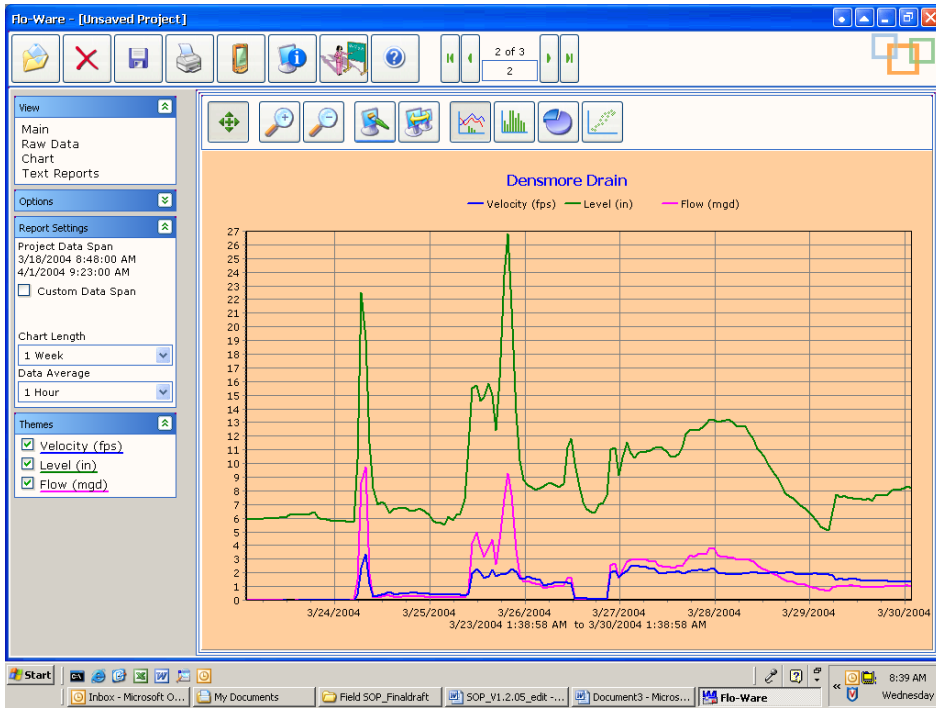 Flo-Ware - [Unsaved Project]
2 of 3
2
View
Main
Raw Data
Chart
Text Reports
Options
Report Settings
Project Data Span
3/18/2004 8:48:00 AM
4/1/2004 9:23:00 AM
Custom Data Span
Chart Length
1 Week
Data Average
1 Hour
Themes
Velocity (fps)
Level (in)
Flow (mgd)
Densmore Drain
Velocity (fps) Level (in) Flow (mgd)
27
26
25
24
23
22
21
20
19
18
17
16
15
14
13
12
11
10
9
8
7
6
5
4
3
2
1
0
3/24/2004 3/25/2004 3/26/2004 3/27/2004 3/28/2004 3/29/2004 3/30/2004
3/23/2004 1:38:58 AM to 3/30/2004 1:38:58 AM
Start
8:39 AM
Inbox - Microsoft O... My Documents Field SOP_Finaldraft SOP_V1.2.05_edit -... Document3 - Micros... Flo-Ware Wednesday